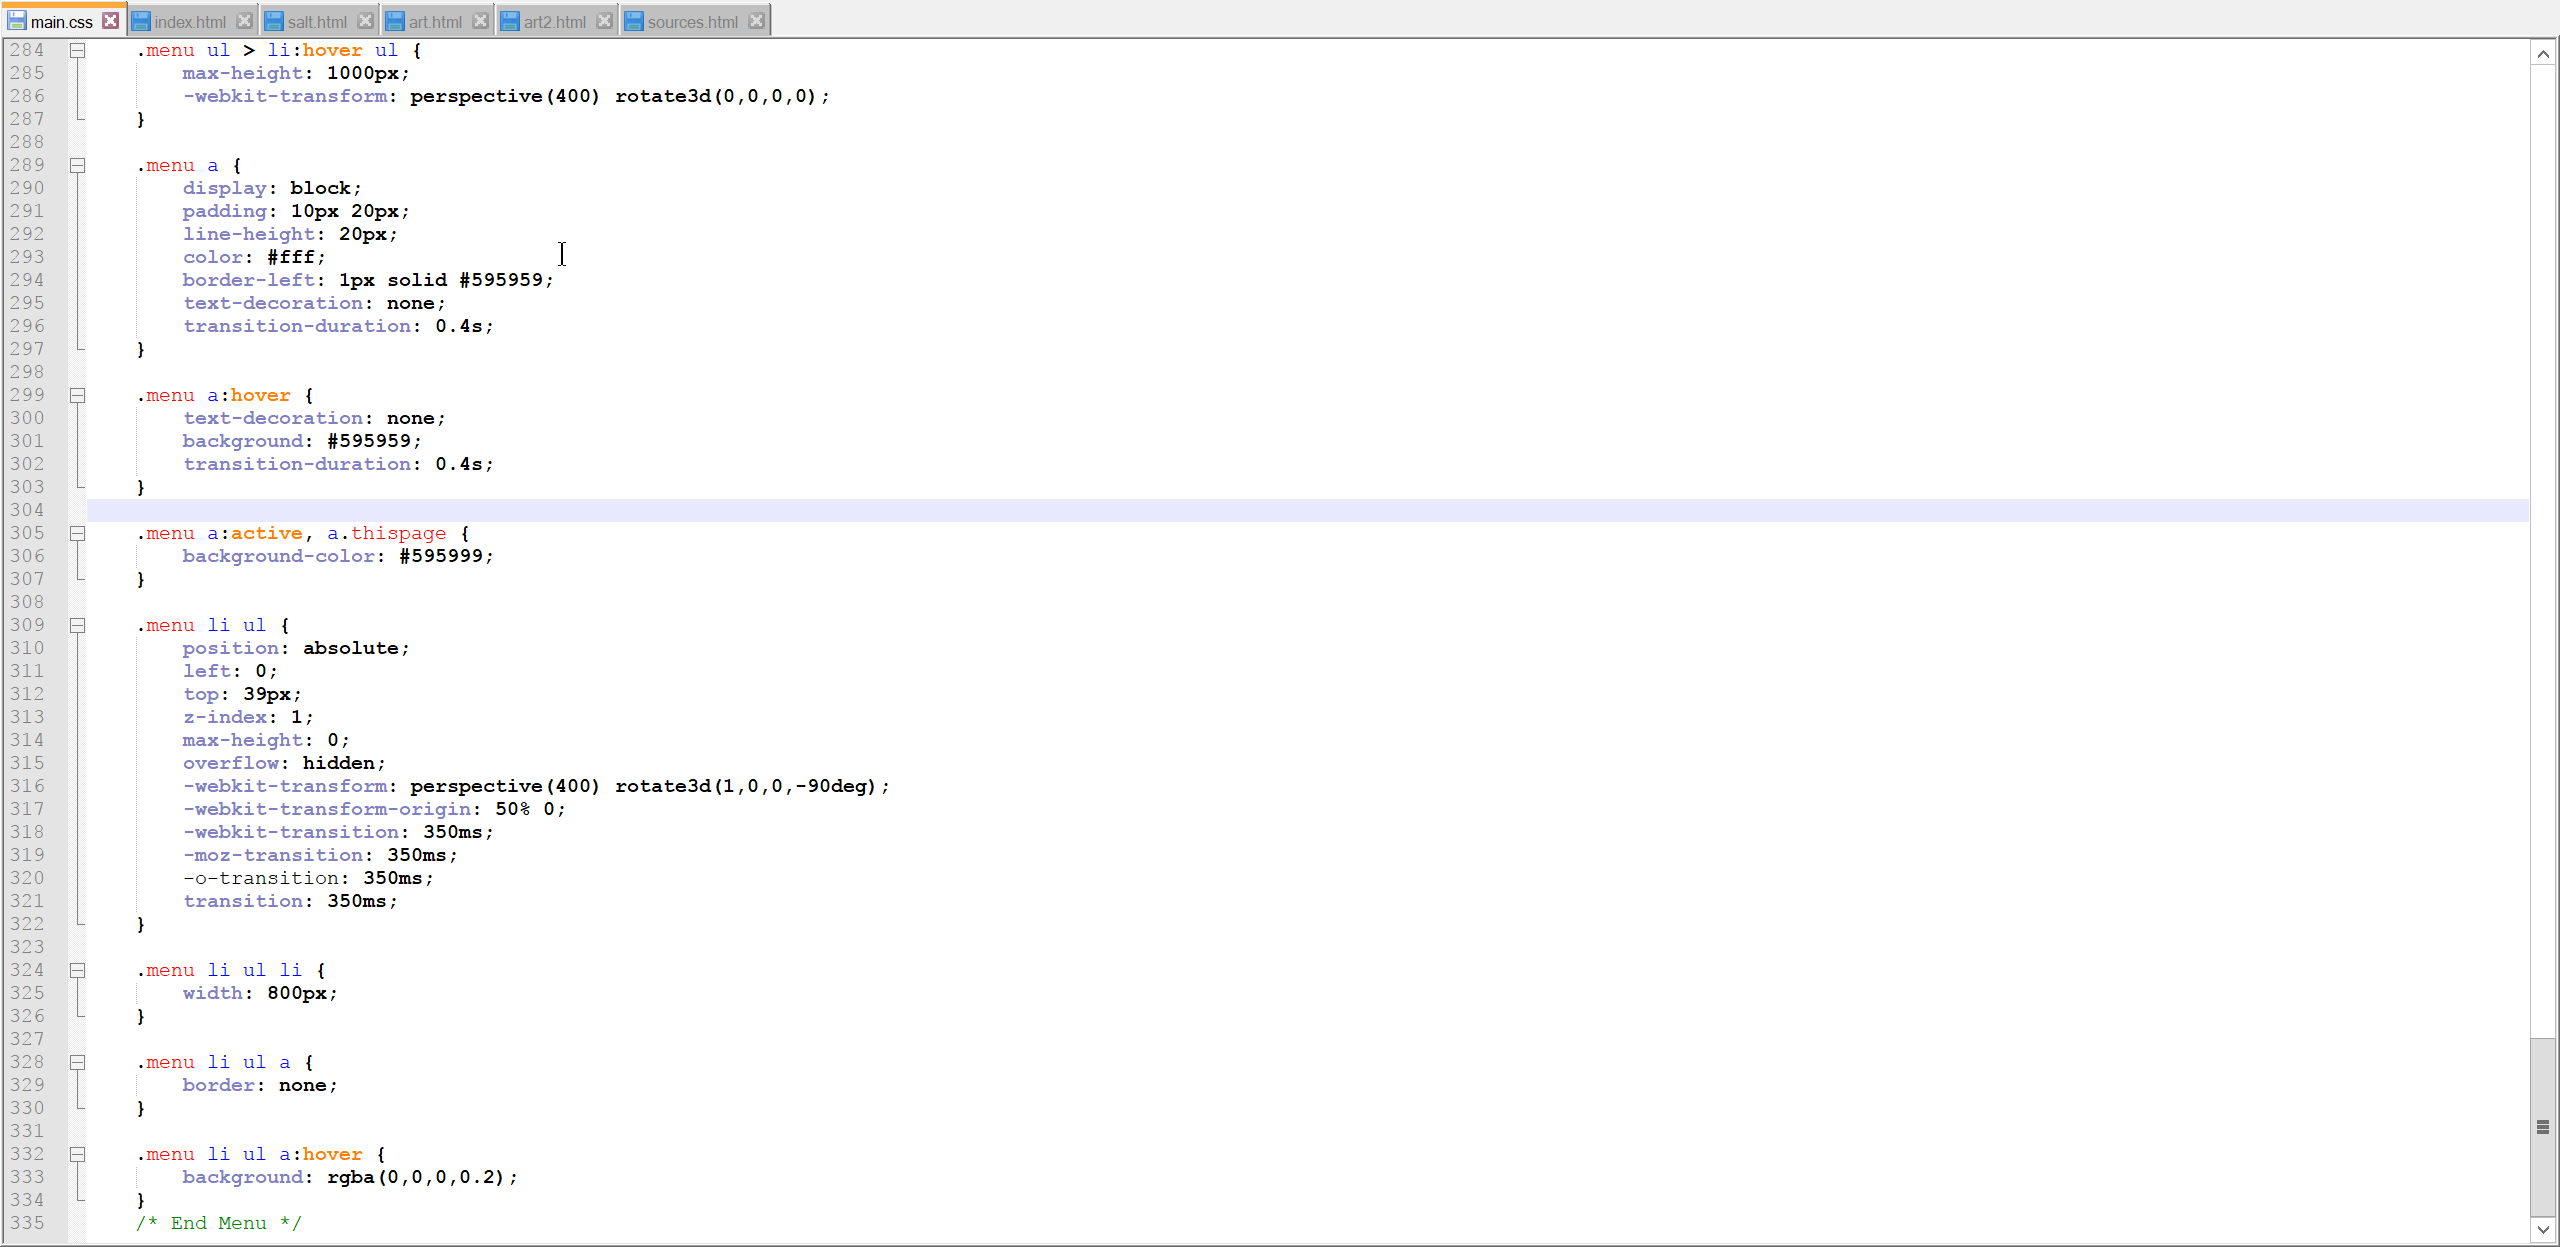 main.css index.html salt.html art.html art2.html sources.html
284 .menu ul > li:hover ul {
285 max-height: 1000px;
286 -webkit-transform: perspective(400) rotate3d(0,0,0,0);
287 }
288
289 .menu a {
290 display: block;
291 padding: 10px 20px;
292 line-height: 20px;
293 color: #fff;
294 border-left: 1px solid #595959;
295 text-decoration: none;
296 transition-duration: 0.4s;
297 }
298
299 .menu a:hover {
300 text-decoration: none;
301 background: #595959;
302 transition-duration: 0.4s;
303 }
304
305 .menu a:active, a.thispage {
306 background-color: #595999;
307 }
308
309 .menu li ul {
310 position: absolute;
311 left: 0;
312 top: 39px;
313 z-index: 1;
314 max-height: 0;
315 overflow: hidden;
316 -webkit-transform: perspective(400) rotate3d(1,0,0,-90deg);
317 -webkit-transform-origin: 50% 0;
318 -webkit-transition: 350ms;
319 -moz-transition: 350ms;
320 -o-transition: 350ms;
321 transition: 350ms;
322 }
323
324 .menu li ul li {
325 width: 800px;
326 }
327
328 .menu li ul a {
329 border: none;
330 }
331
332 .menu li ul a:hover {
333 background: rgba(0,0,0,0.2);
334 }
335 /* End Menu */